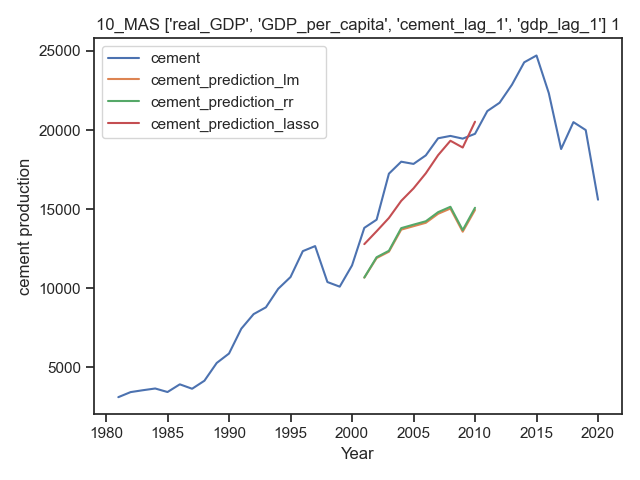 10_MAS ['real_GDP', 'GDP_per_capita', 'cement_lag_1', 'gdp_lag_1'] 1
cement
cement_prediction_lm
cement_prediction_rr
cement_prediction_lasso
25000
20000
15000
10000
5000
cement production
1980
1985
1990
1995
2000
2005
2010
2015
2020
Year